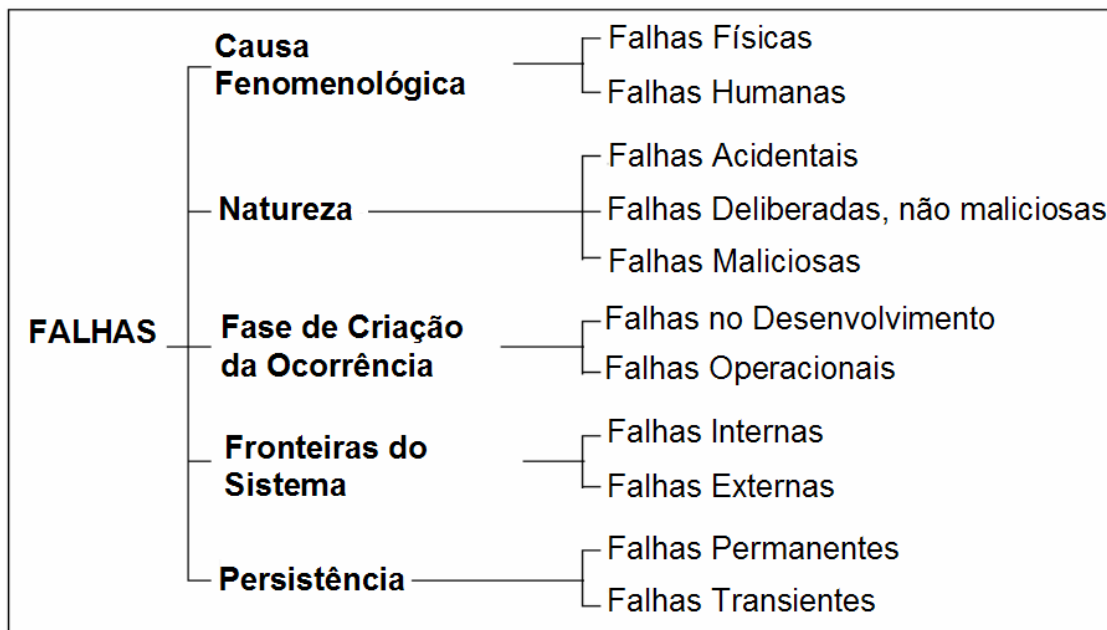 FALHAS
Causa
Fenomenológica
Falhas Físicas
Falhas Humanas
Natureza
Falhas Acidentais
Falhas Deliberadas, não maliciosas
Falhas Maliciosas
Fase de Criação
da Ocorrência
Falhas no Desenvolvimento
Falhas Operacionais
Fronteiras do
Sistema
Falhas Internas
Falhas Externas
Persistência
Falhas Permanentes
Falhas Transientes